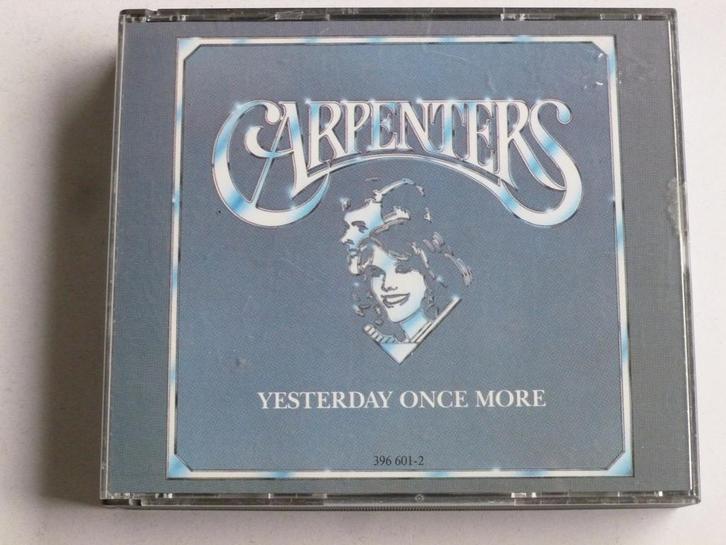 CARPENTERS
YESTERDAY ONCE MORE
396 601-2